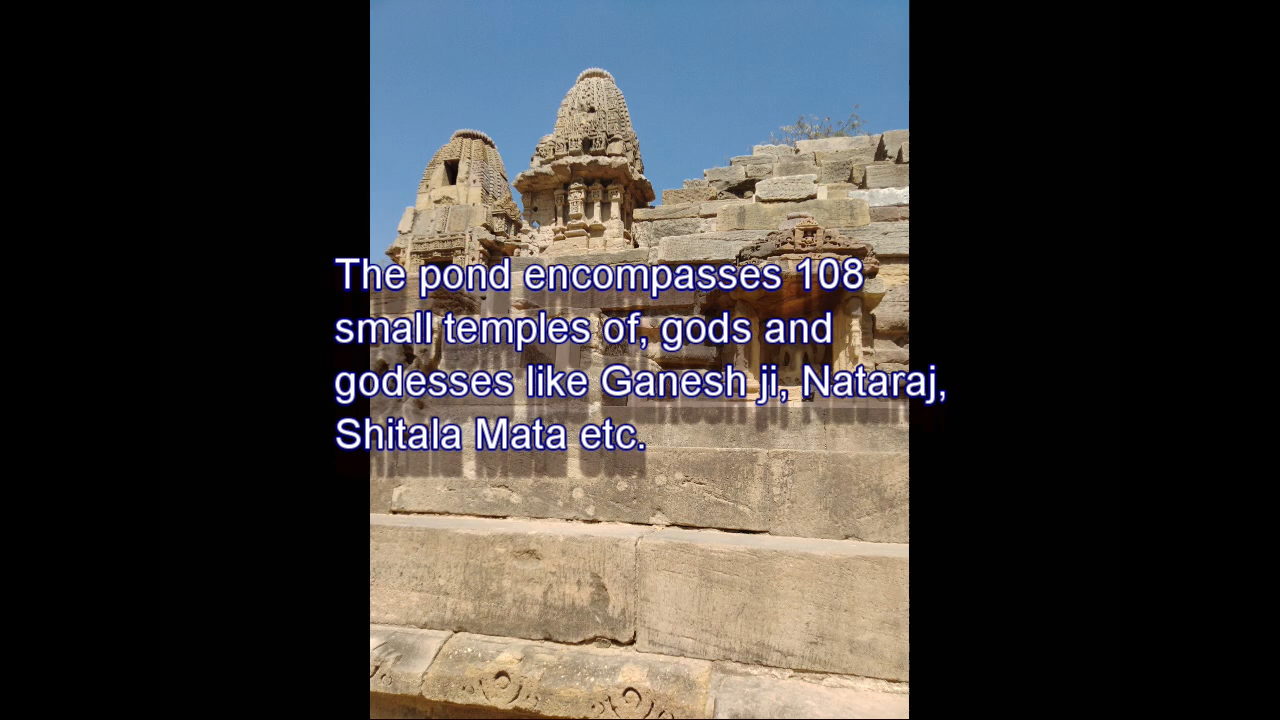 The pond encompasses 108
small temples of, gods and
godesses like Ganesh ji, Nataraj,
Shitala Mata etc.